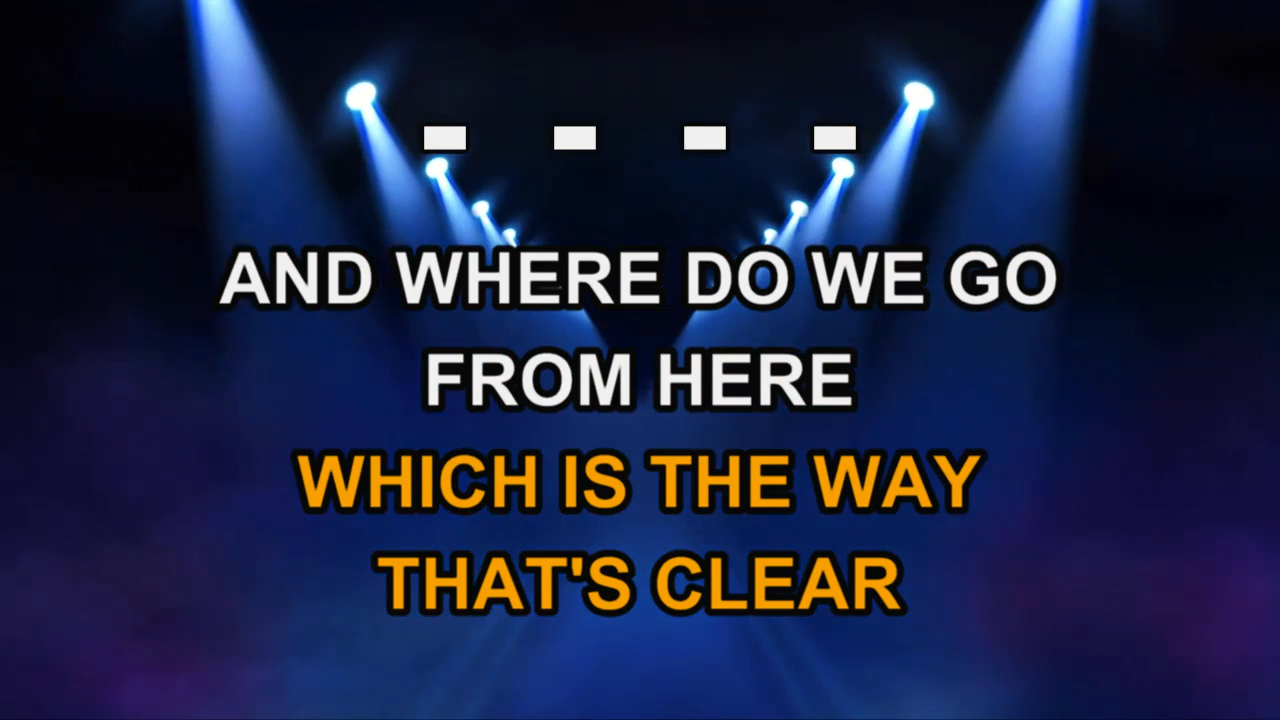 - - - -
AND WHERE DO WE GO
FROM HERE
WHICH IS THE WAY
THAT'S CLEAR